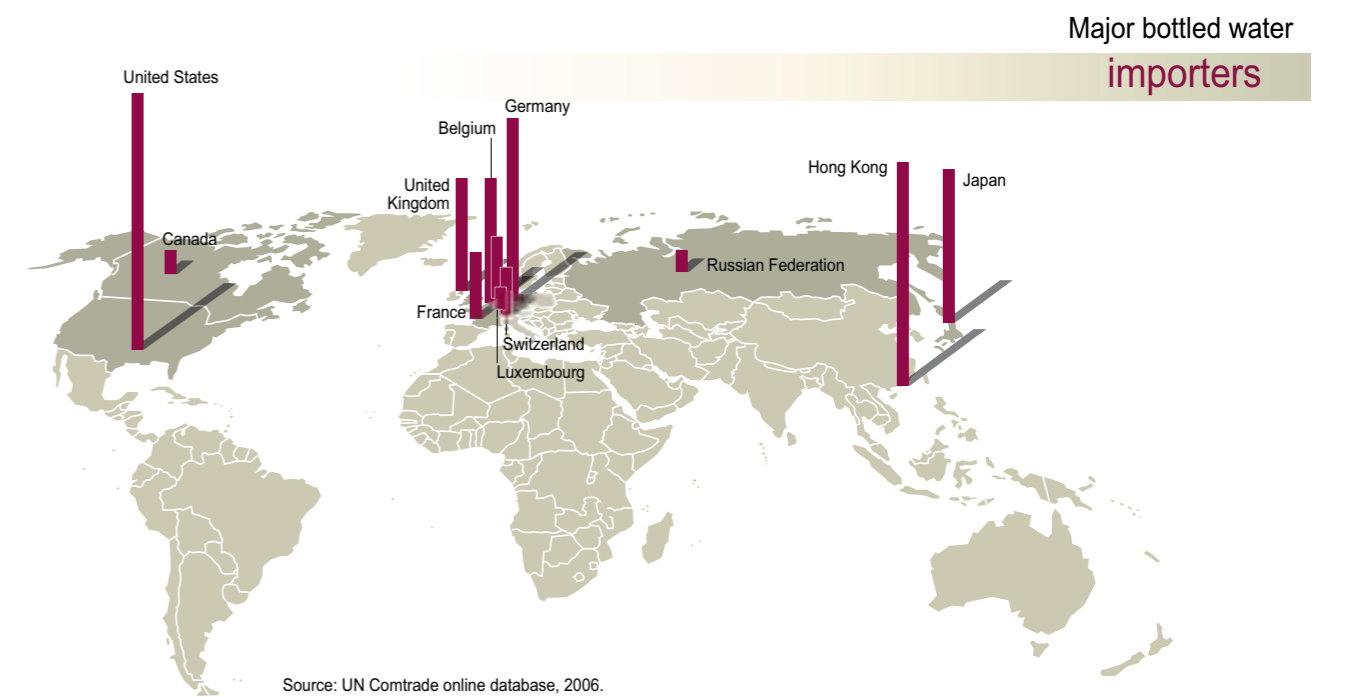 Major bottled water
importers
United States
Germany
Belgium
Hong Kong
Japan
United
Kingdom
Canada
Russian Federation
France
Switzerland
Luxembourg
Source: UN Comtrade online database, 2006.